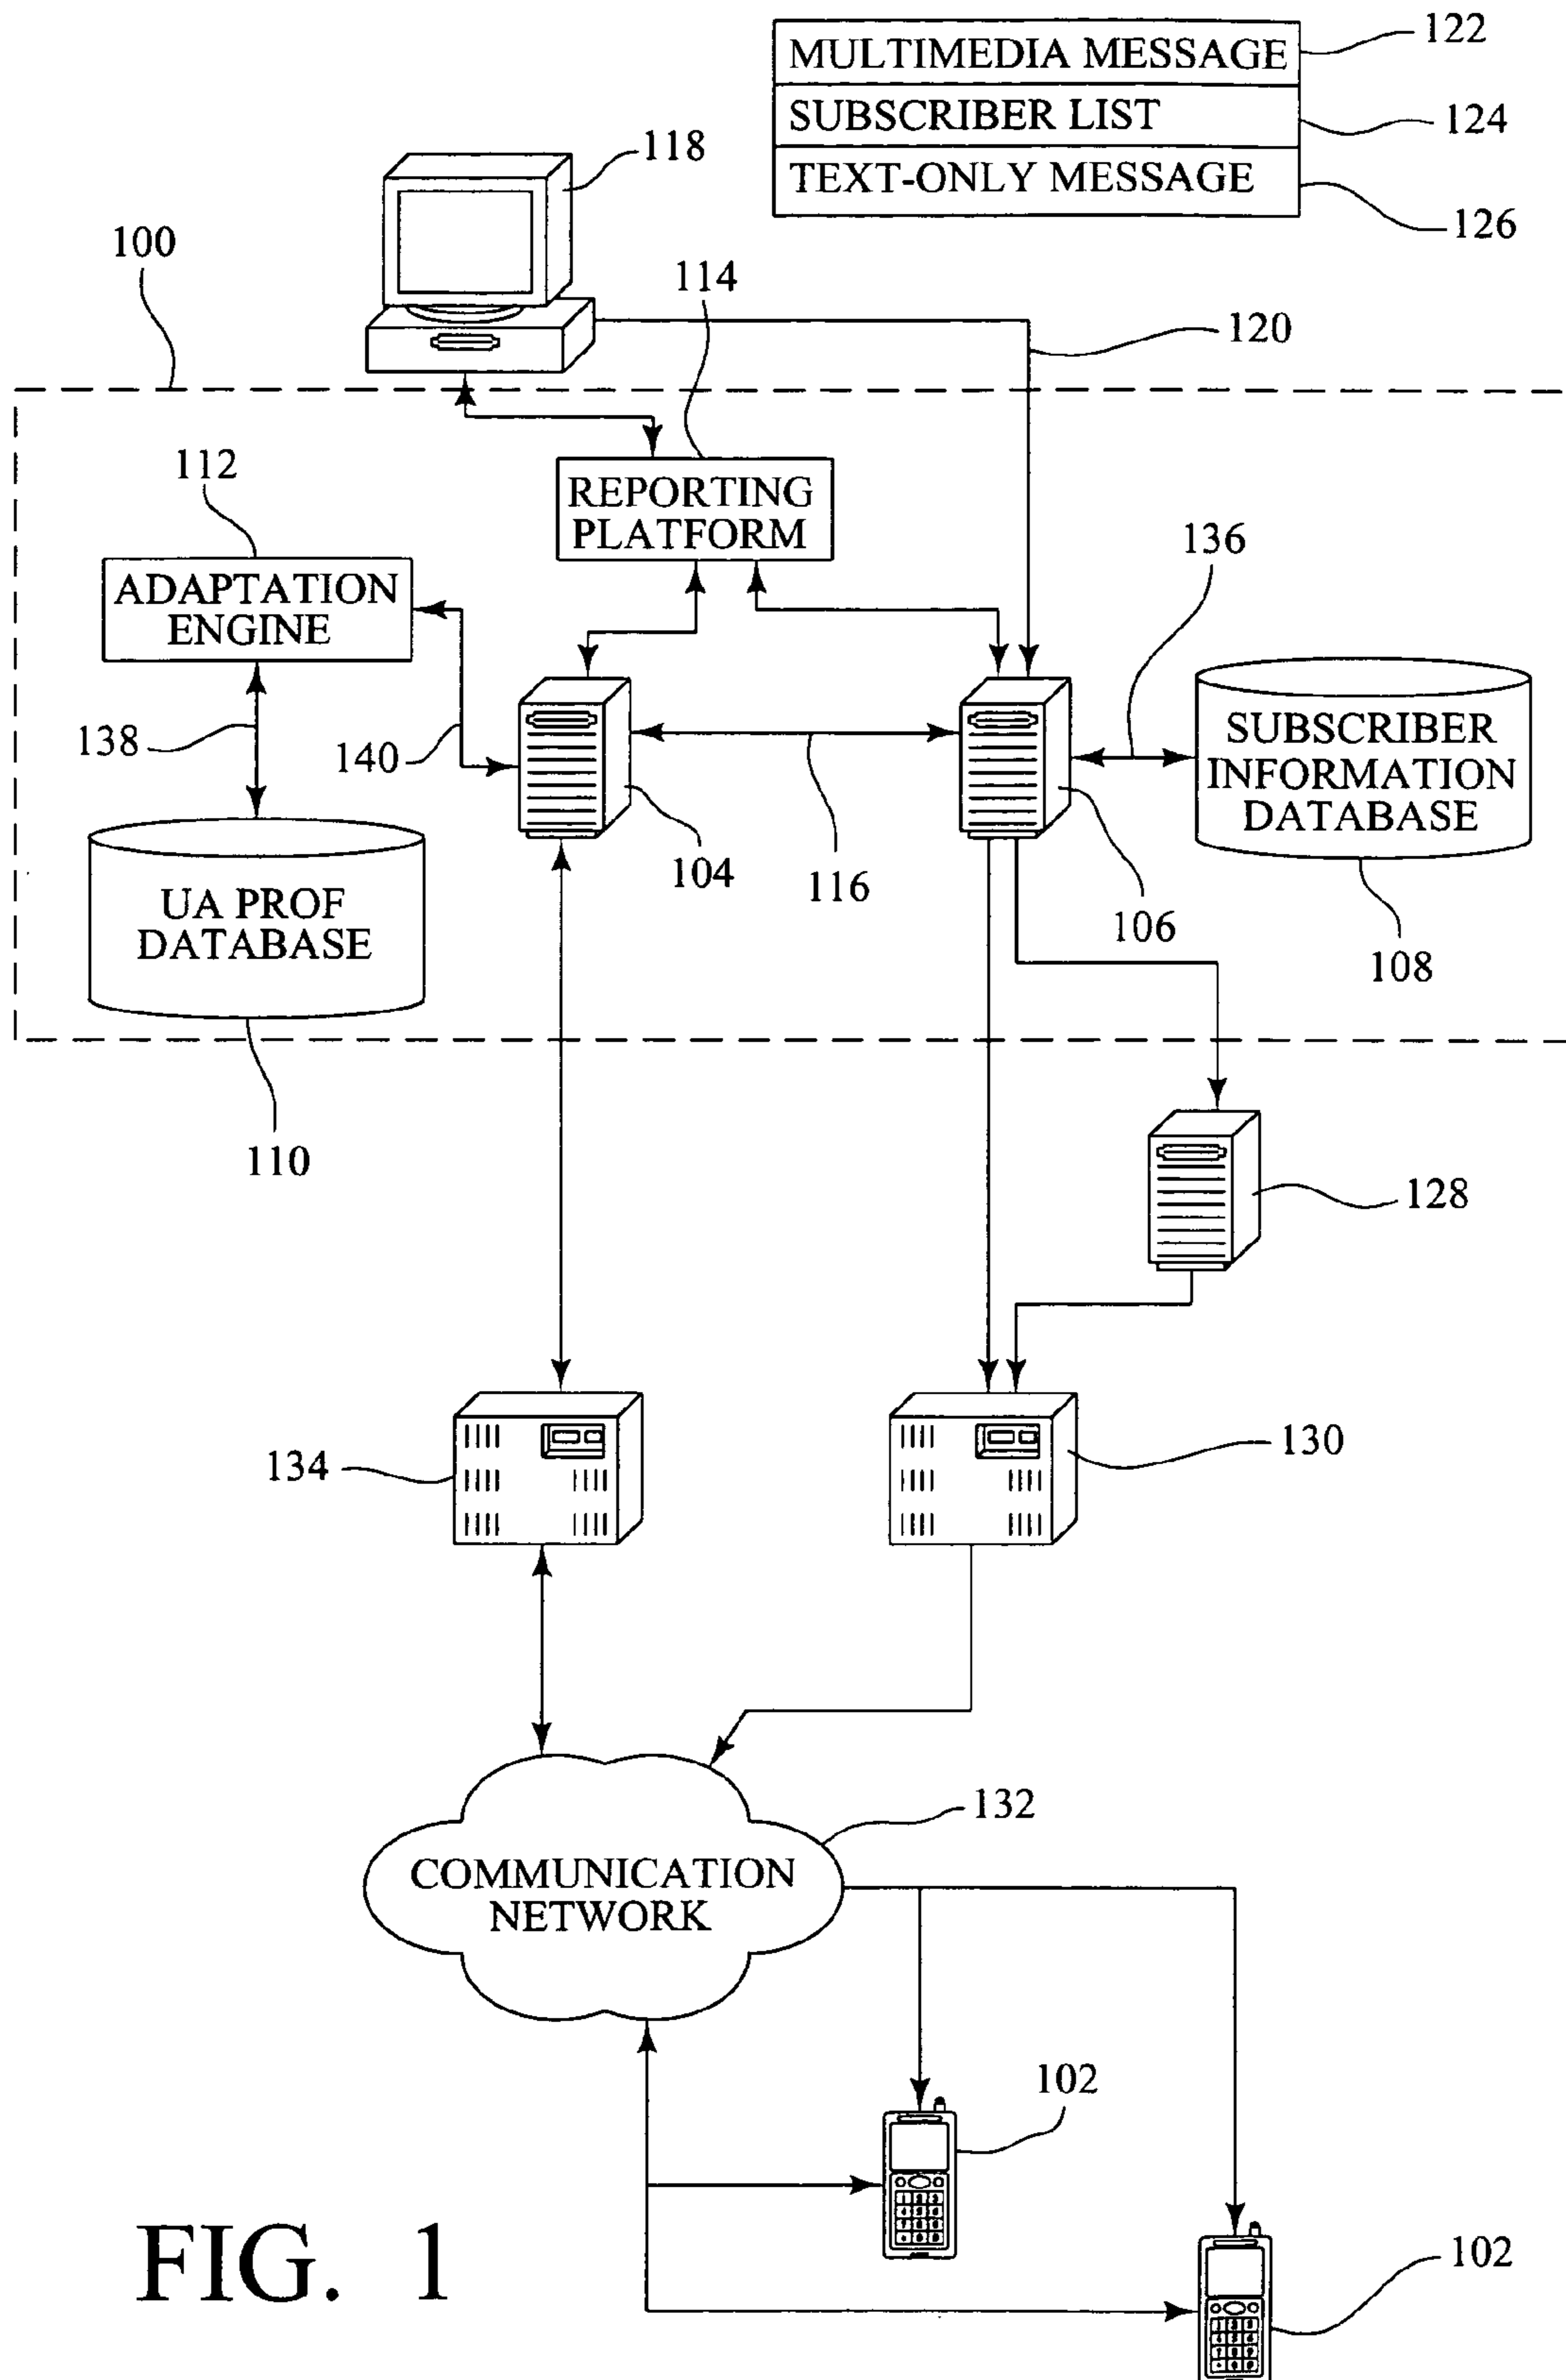 MULTIMEDIA MESSAGE
122
SUBSCRIBER LIST
124
TEXT-ONLY MESSAGE
126
118
100
114
120
112
REPORTING
PLATFORM
136
ADAPTATION
ENGINE
138
140
SUBSCRIBER
INFORMATION
DATABASE
104
116
106
108
UA PROF
DATABASE
110
128
134
130
132
COMMUNICATION
NETWORK
102
102
FIG. 1